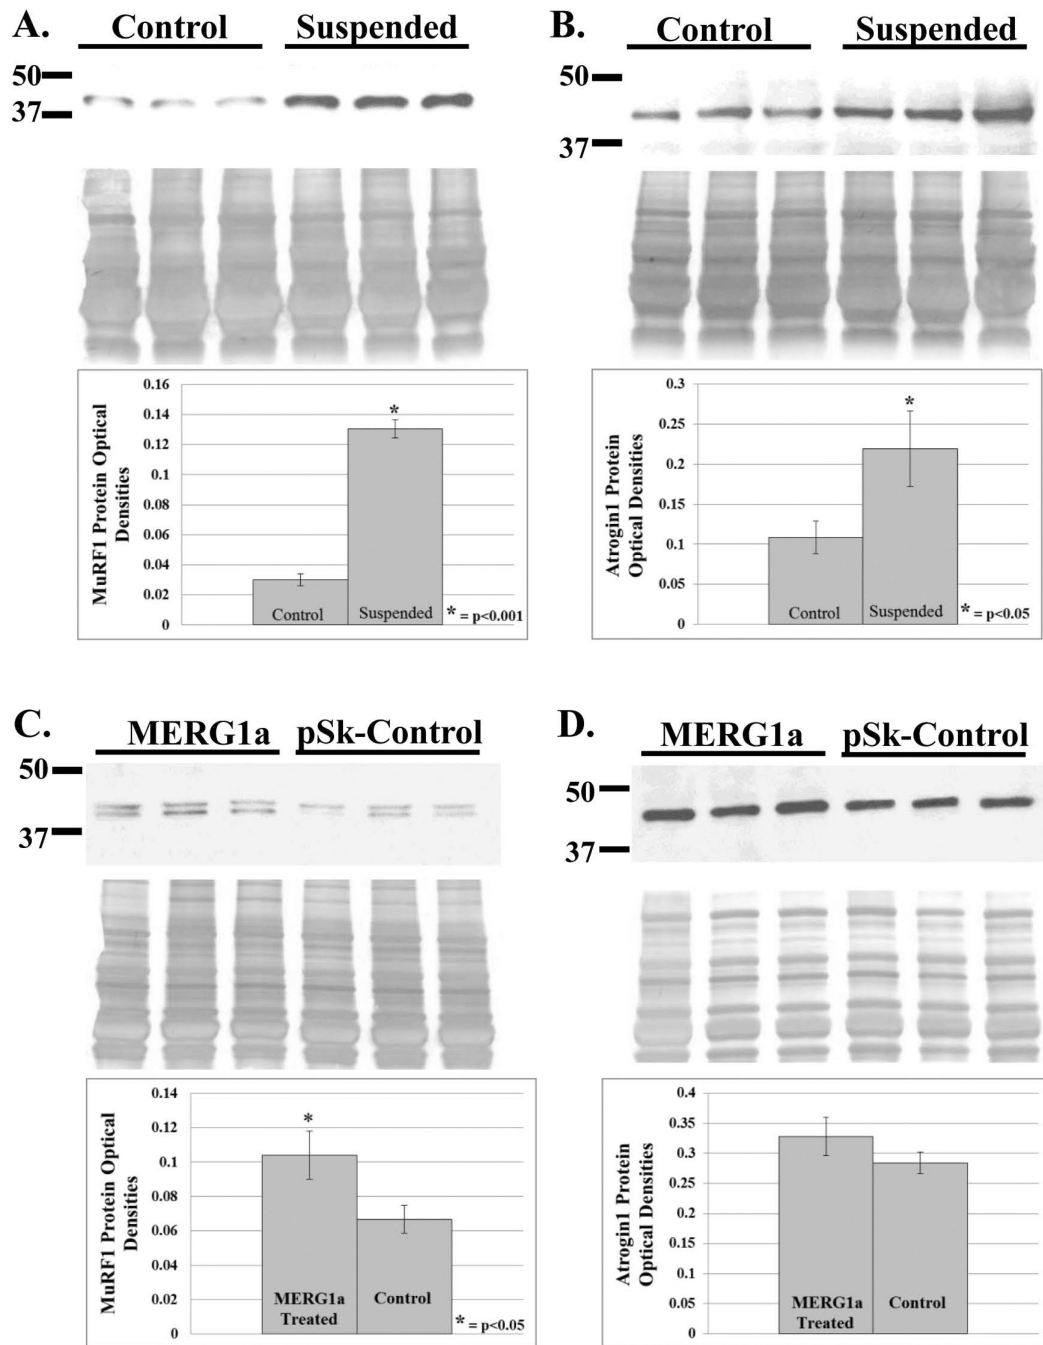 A.
Control Suspended
50
37
0.16
0.14
0.12
0.1
0.08
0.06
0.04
0.02
0
MuRF1 Protein Optical
Densities
*
Control Suspended
* = p<0.001
B.
Control Suspended
50
37
0.3
0.25
0.2
0.15
0.1
0.05
0
Atrogin1 Protein
Optical Densities
*
Control Suspended
* = p<0.05
C.
MERG1a pSk-Control
50
37
0.14
0.12
0.1
0.08
0.06
0.04
0.02
0
MuRF1 Protein Optical
Densities
*
MERG1a
Treated
Control
* = p<0.05
D.
MERG1a pSk-Control
50
37
0.4
0.35
0.3
0.25
0.2
0.15
0.1
0.05
0
Atrogin1 Protein
Optical Densities
MERG1a
Treated
Control